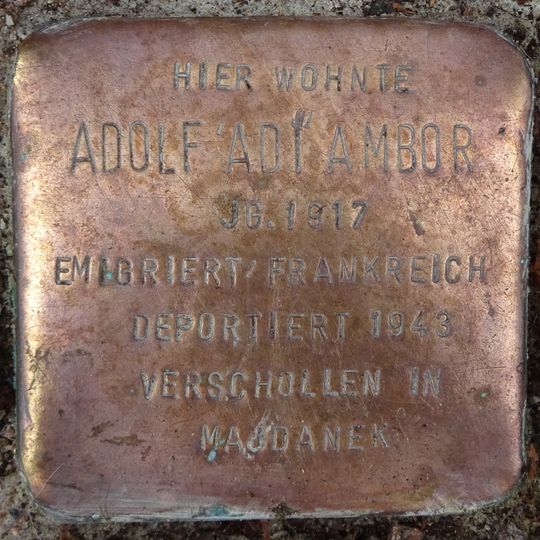 HIER WOHNTE
ADOLF 'ADI' AMBOR
JG. 1917
EMIGRIERT/FRANKREICH
DEPORTIERT 1943
VERSCHOLLEN IN
MAJDANEK